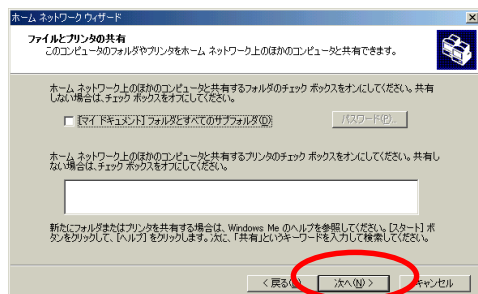 ホーム ネットワーク ウィザード
ファイルとプリンタの共有
このコンピュータのフォルダやプリンタをホーム ネットワーク上のほかのコンピュータと共有できます。
ホーム ネットワーク上のほかのコンピュータと共有するフォルダのチェック ボックスをオンにしてください。共有
しない場合は、チェック ボックスをオフにしてください。
[マイ ドキュメント] フォルダとすべてのサブフォルダ(D)
パスワード(P)...
ホーム ネットワーク上のほかのコンピュータと共有するプリンタのチェック ボックスをオンにしてください。共有し
ない場合は、チェック ボックスをオフにしてください。
新たにフォルダまたはプリンタを共有する場合は、Windows Me のヘルプを参照してください。[スタート] ボ
タンをクリックして、[ヘルプ] をクリックします。次に、「共有」というキーワードを入力して検索してください。
< 戻る
次へ(N) >
キャンセル